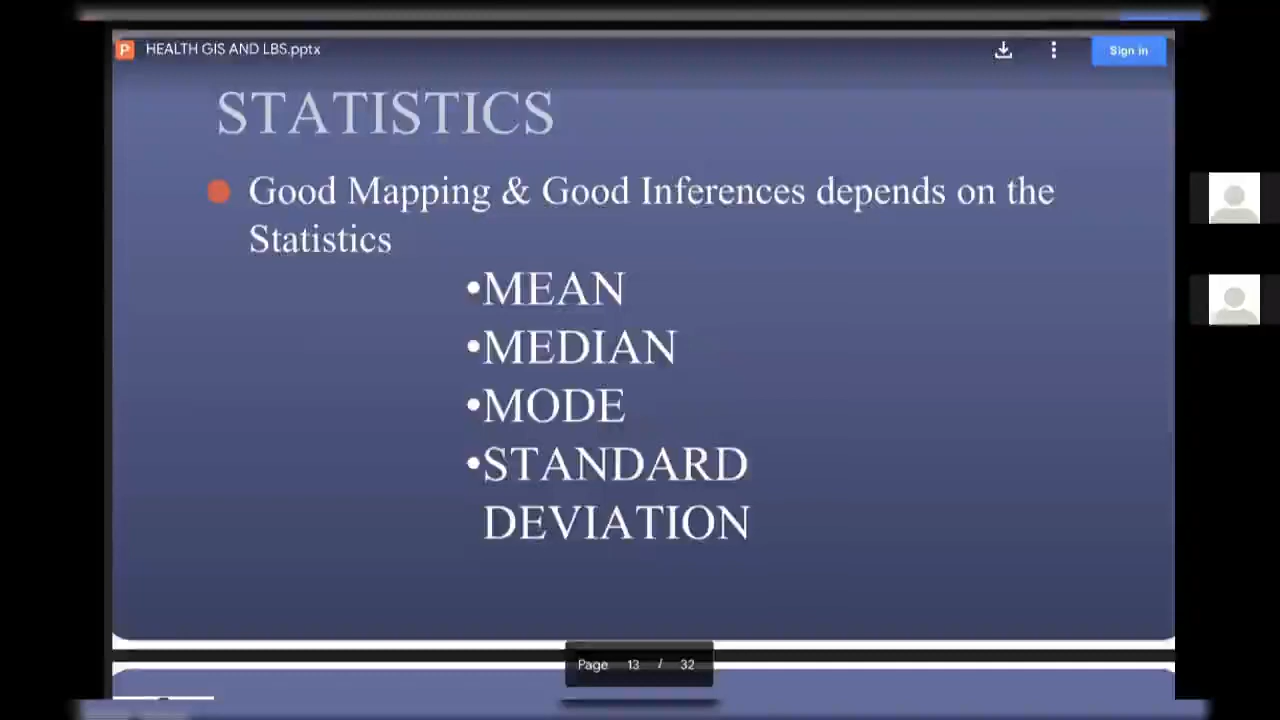 HEALTH GIS AND LBS.pptx
Sign in
STATISTICS
Good Mapping & Good Inferences depends on the
Statistics
•MEAN
•MEDIAN
•MODE
•STANDARD
DEVIATION
Page 13 / 32